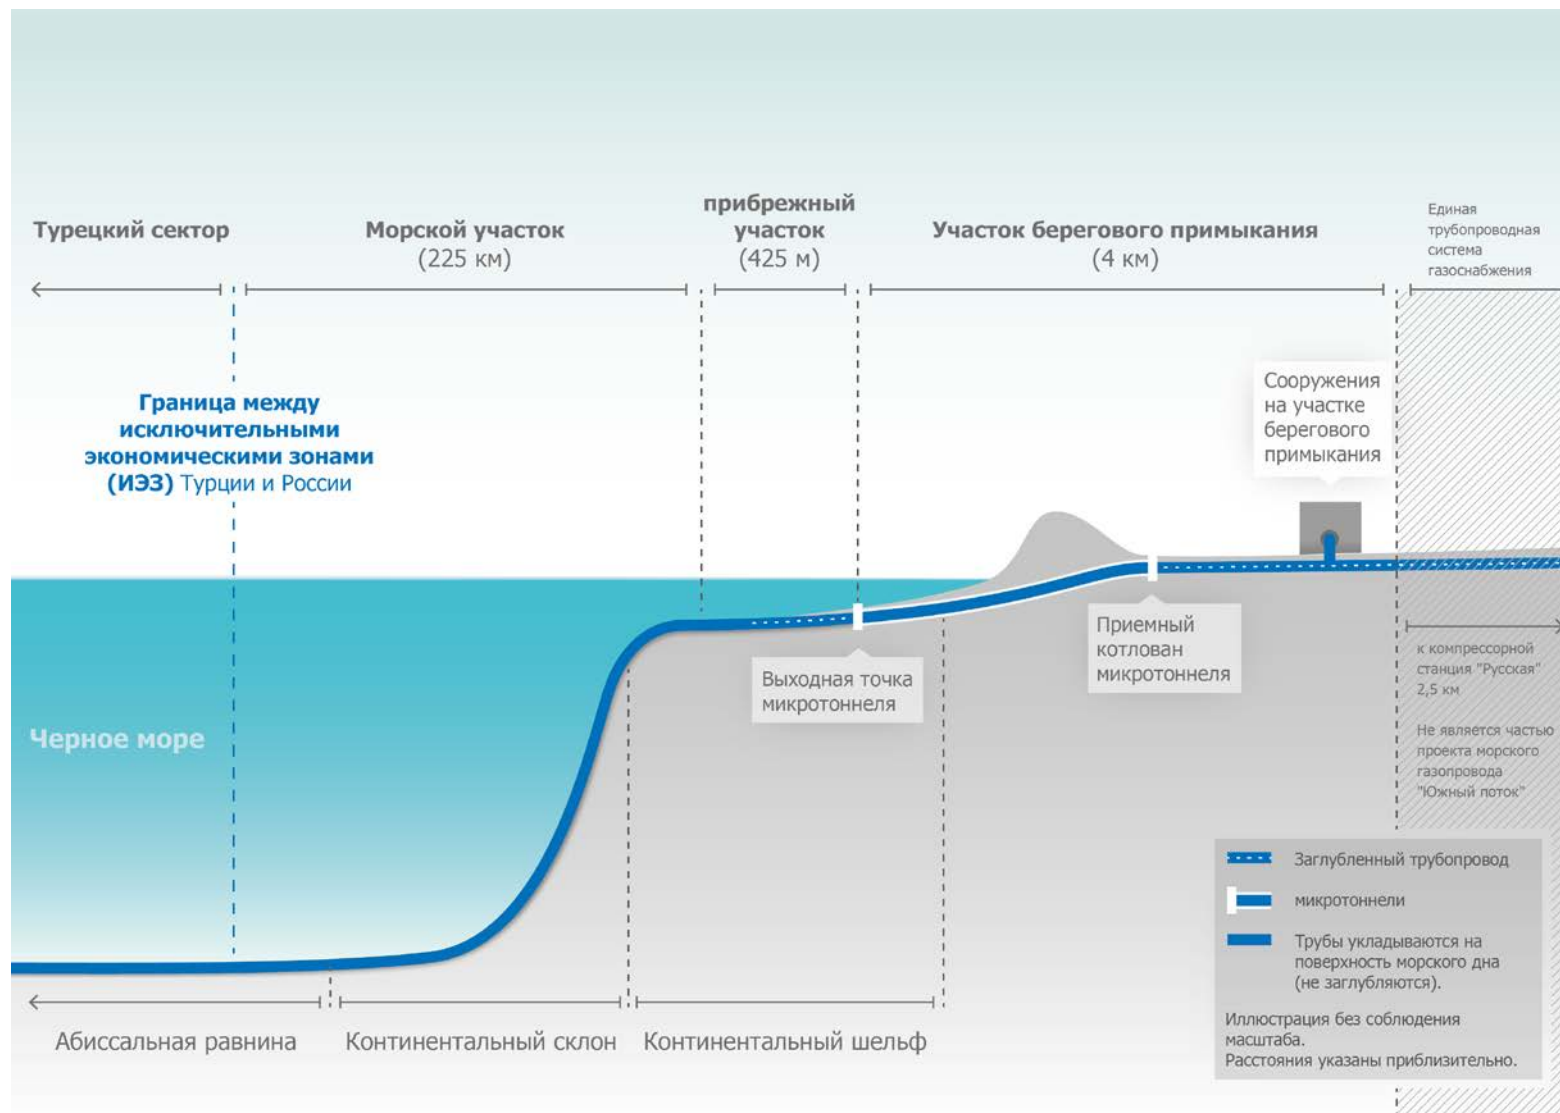 Турецкий сектор
Морской участок
(225 км)
прибрежный
участок
(425 м)
Участок берегового примыкания
(4 км)
Единая
трубопроводная
система
газоснабжения
Граница между
исключительными
экономическими зонами
(ИЭЗ) Турции и России
Сооружения
на участке
берегового
примыкания
Приемный
котлован
микротоннеля
Выходная точка
микротоннеля
Черное море
к компрессорной
станция "Русская"
2,5 км
Не является частью
проекта морского
газопровода
"Южный поток"
Заглубленный трубопровод
микротоннели
Трубы укладываются на
поверхность морского дна
(не заглубляются).
Иллюстрация без соблюдения
масштаба.
Расстояния указаны приблизительно.
Абиссальная равнина
Континентальный склон
Континентальный шельф